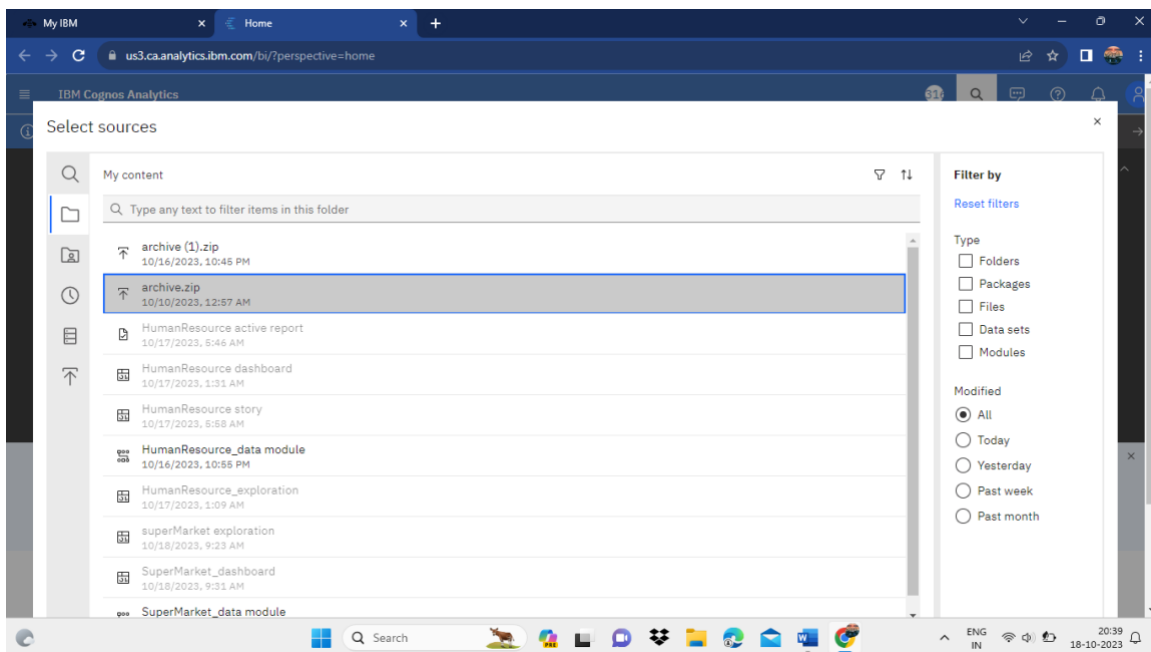 My IBM
Home
us3.ca.analytics.ibm.com/bi/?perspective=home
IBM Cognos Analytics
Select sources
My content
Type any text to filter items in this folder
archive (1).zip
10/16/2023, 10:45 PM
archive.zip
10/10/2023, 12:57 AM
HumanResource active report
10/17/2023, 5:46 AM
HumanResource dashboard
10/17/2023, 1:31 AM
HumanResource story
10/17/2023, 5:58 AM
HumanResource_data module
10/16/2023, 10:55 PM
HumanResource_exploration
10/17/2023, 1:09 AM
superMarket exploration
10/18/2023, 9:23 AM
SuperMarket_dashboard
10/18/2023, 9:31 AM
SuperMarket_data module
Filter by
Reset filters
Type
Folders
Packages
Files
Data sets
Modules
Modified
All
Today
Yesterday
Past week
Past month
Search
ENG
IN
20:39
18-10-2023